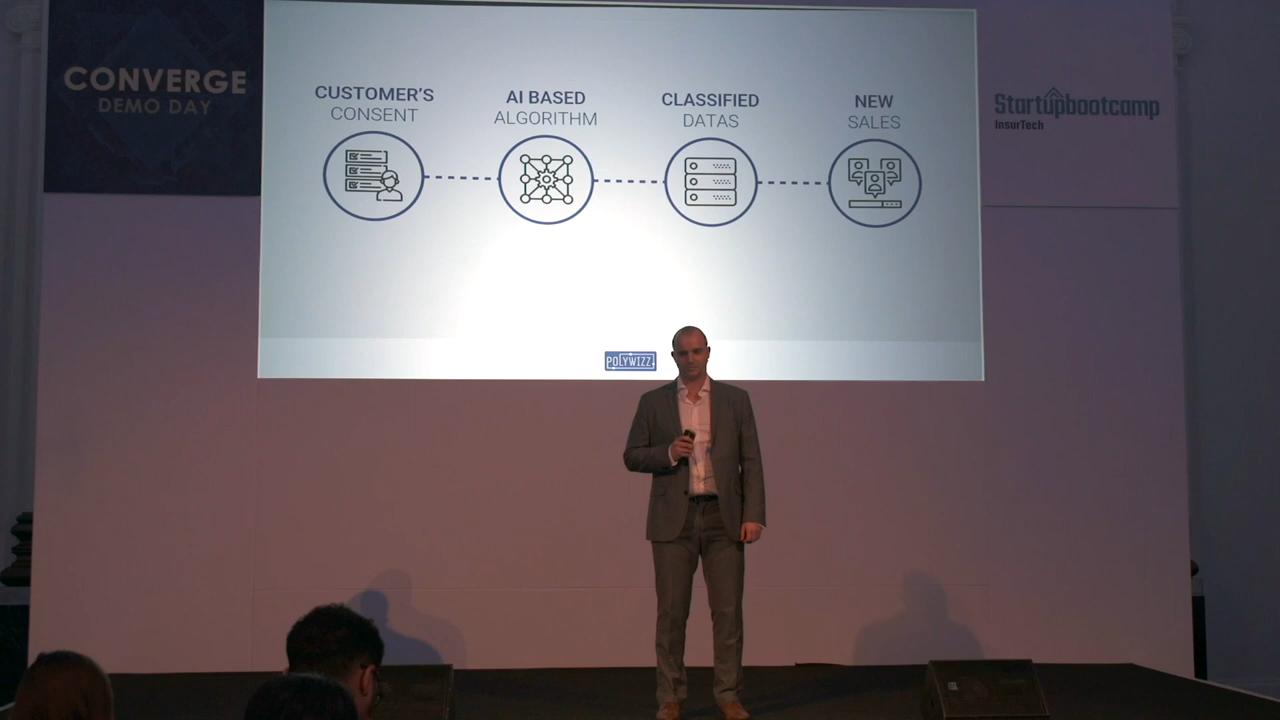 CONVERGE
DEMO DAY
CUSTOMER'S
CONSENT
AI BASED
ALGORITHM
CLASSIFIED
DATAS
NEW
SALES
Startupbootcamp
InsurTech
POLYWIZZ